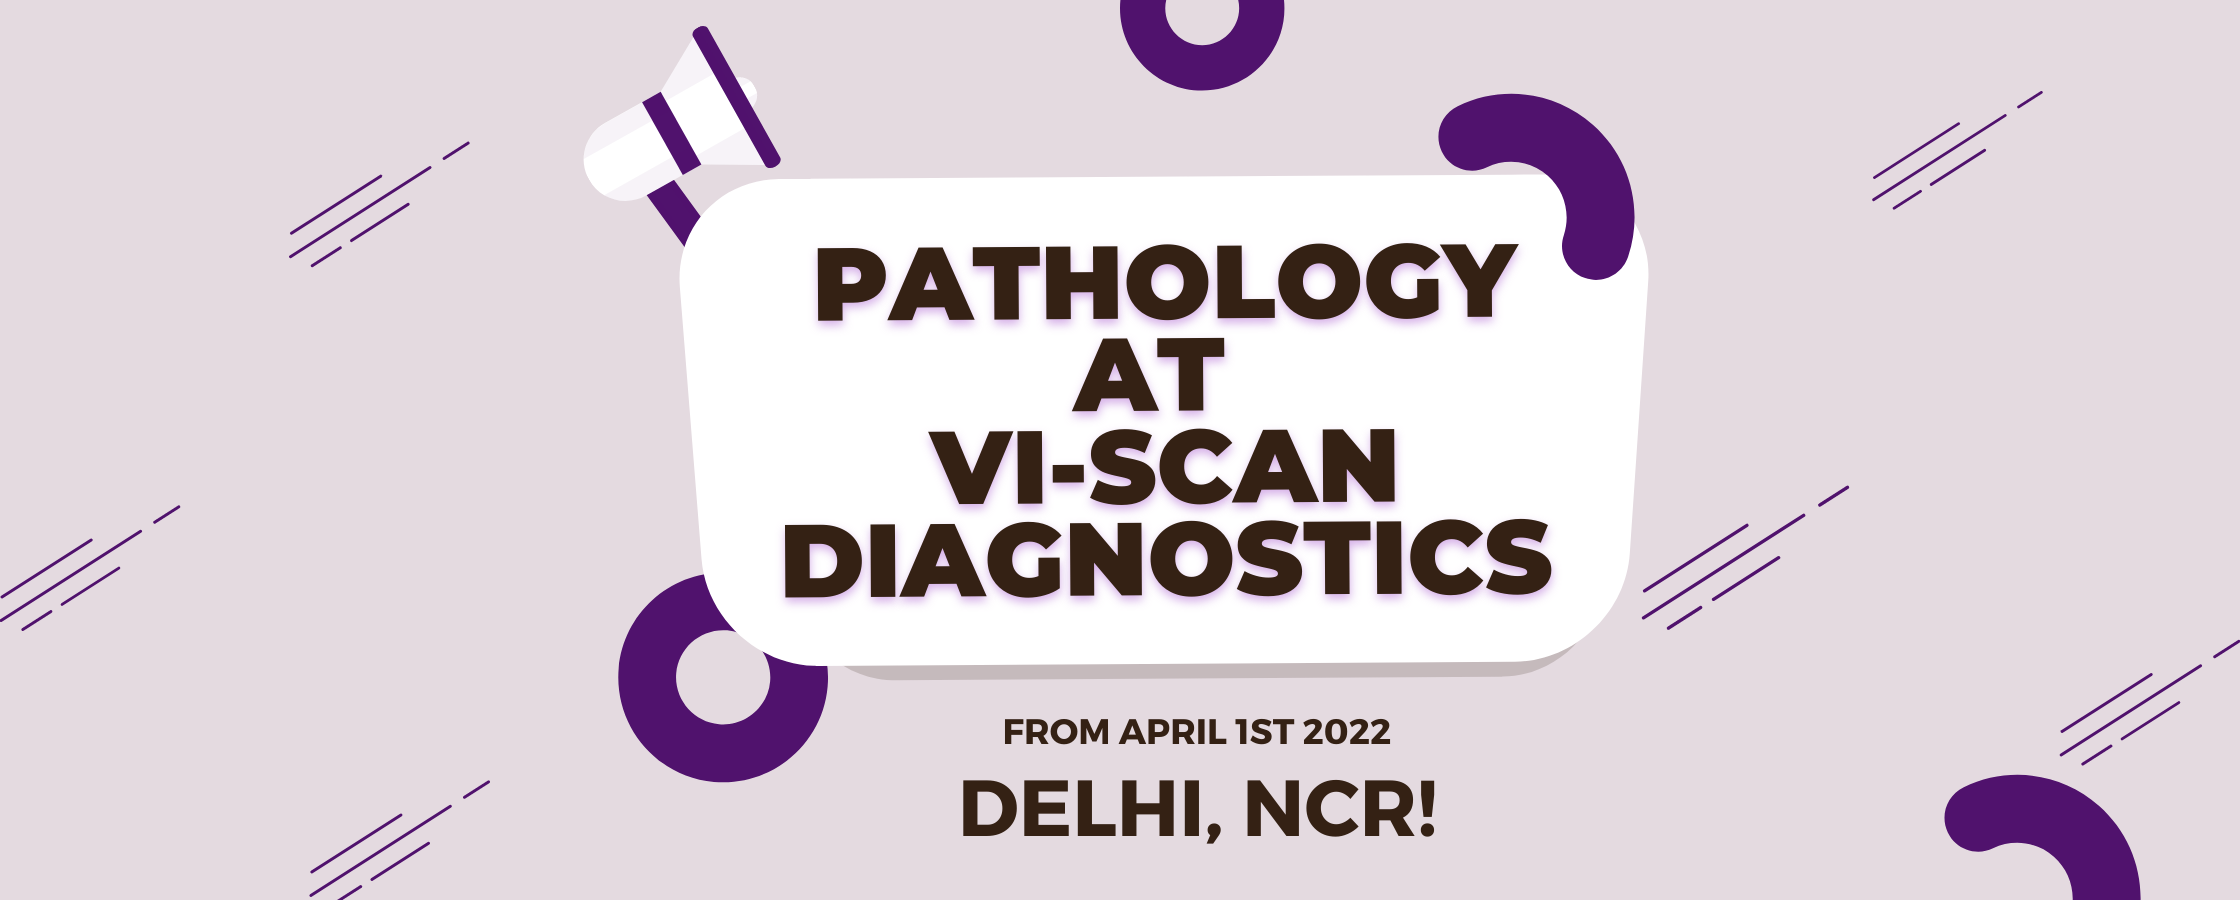 PATHOLOGY
AT
VI-SCAN
DIAGNOSTICS
FROM APRIL 1ST 2022
DELHI, NCR!